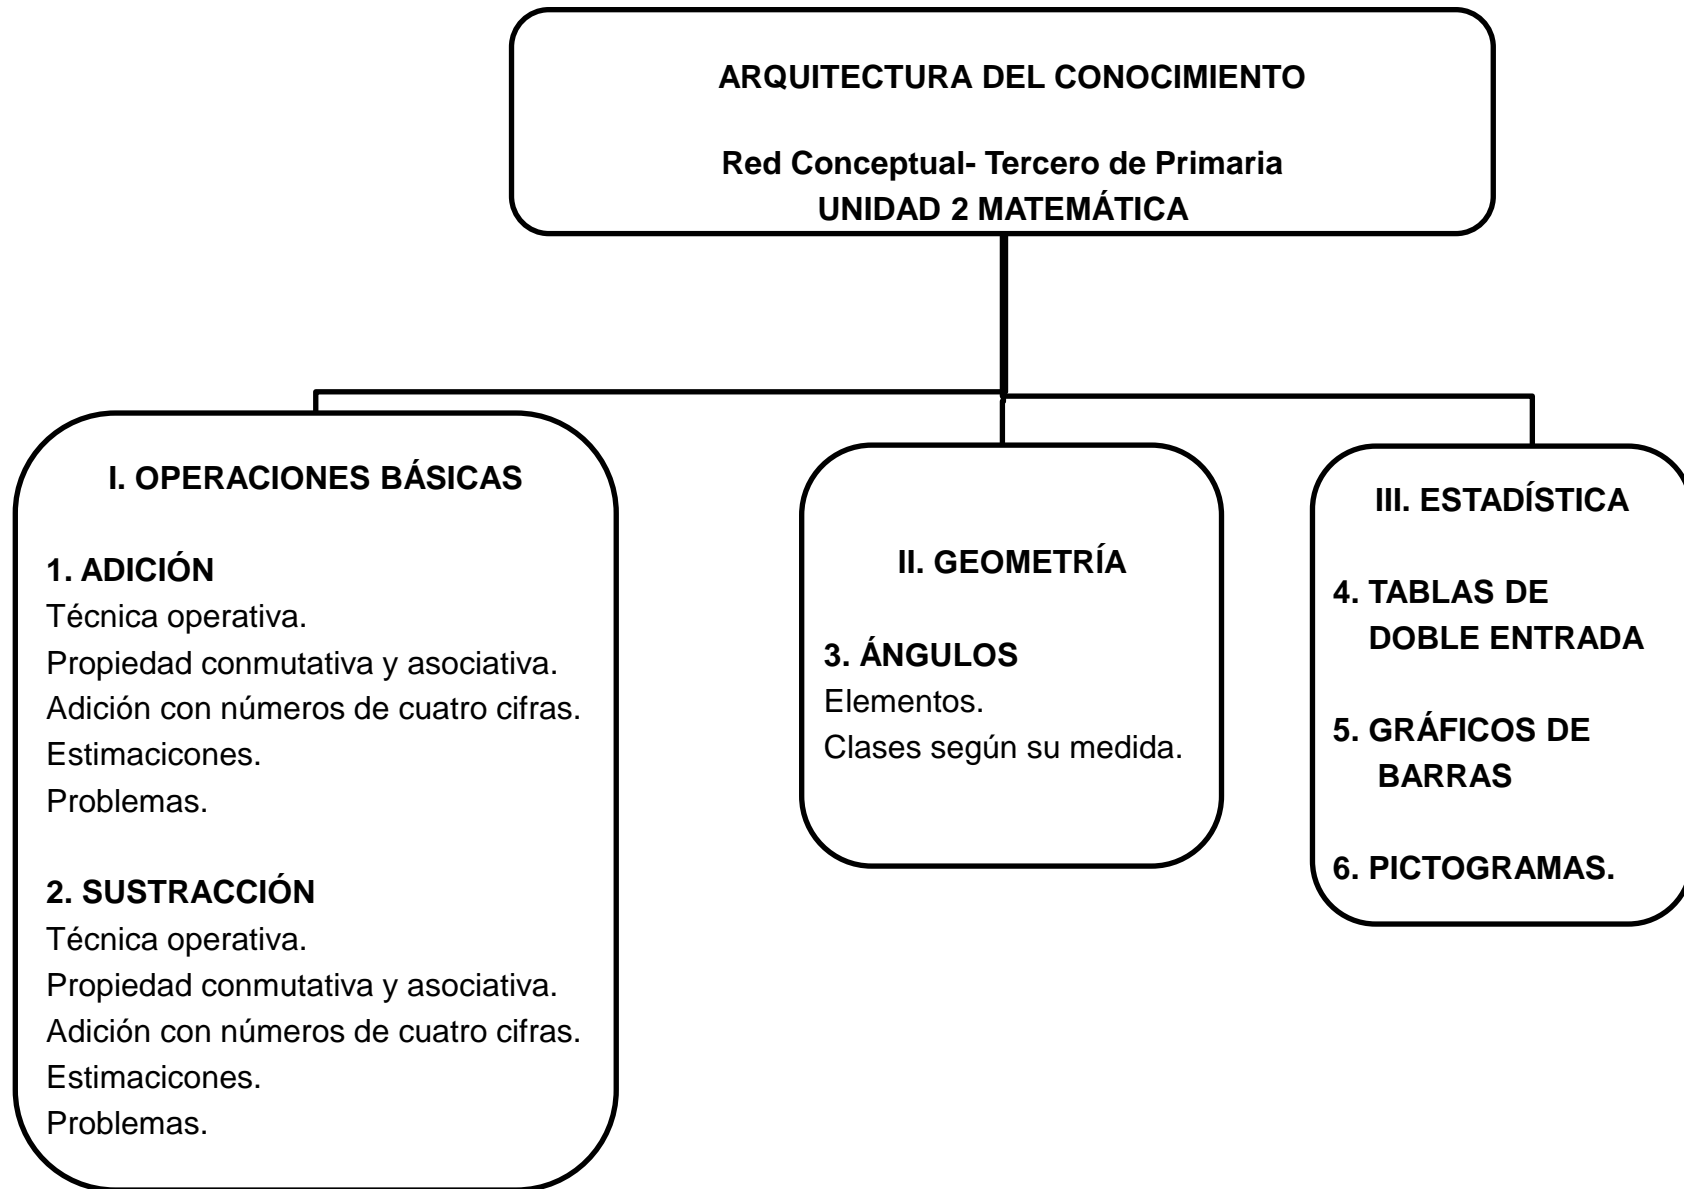 ARQUITECTURA DEL CONOCIMIENTO
Red Conceptual- Tercero de Primaria
UNIDAD 2 MATEMÁTICA
I. OPERACIONES BÁSICAS
1. ADICIÓN
Técnica operativa.
Propiedad conmutativa y asociativa.
Adición con números de cuatro cifras.
Estimacicones.
Problemas.
2. SUSTRACCIÓN
Técnica operativa.
Propiedad conmutativa y asociativa.
Adición con números de cuatro cifras.
Estimacicones.
Problemas.
II. GEOMETRÍA
3. ÁNGULOS
Elementos.
Clases según su medida.
III. ESTADÍSTICA
4. TABLAS DE
DOBLE ENTRADA
5. GRÁFICOS DE
BARRAS
6. PICTOGRAMAS.